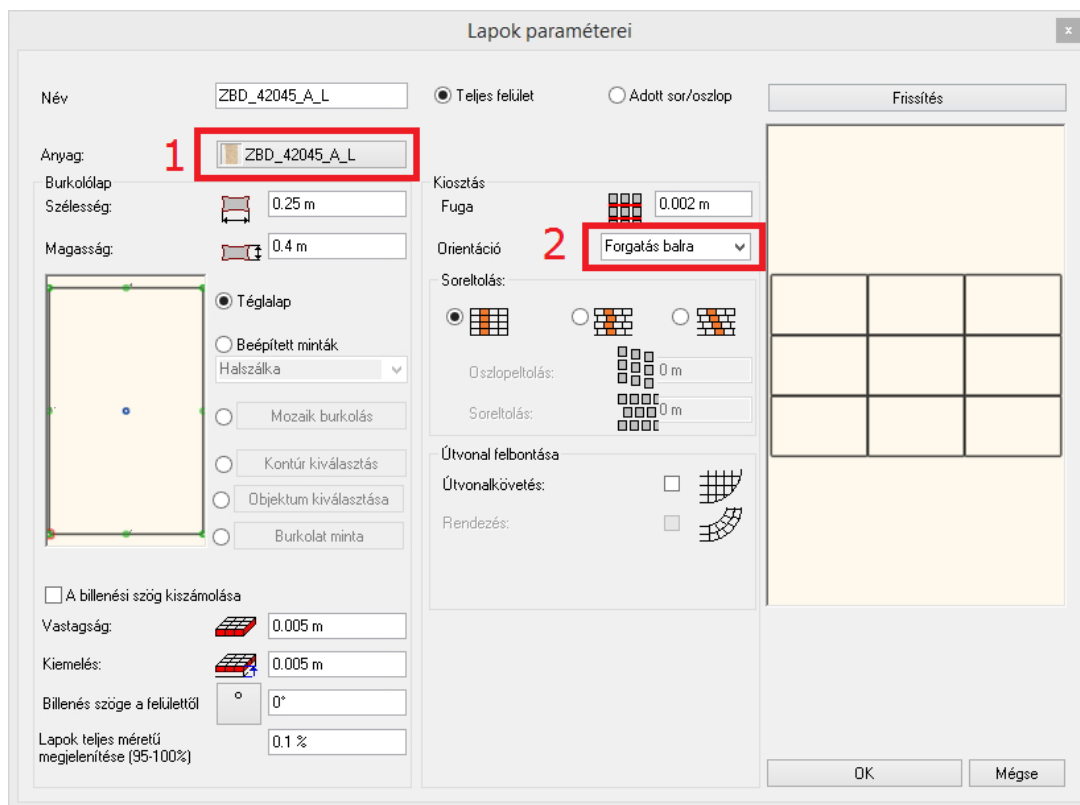 Lapok paraméterei
x
Név
ZBD_42045_A_L
Teljes felület
Adott sor/oszlop
Frissítés
Anyag:
1
ZBD_42045_A_L
Burkolólap
Szélesség:
0.25 m
Magasság:
0.4 m
Téglalap
Beépített minták
Halszálka
Mozaik burkolás
Kontúr kiválasztás
Objektum kiválasztása
Burkolat minta
A billenési szög kiszámolása
Vastagság:
0.005 m
Kiemelés:
0.005 m
Billenés szöge a felülettől
°
0°
Lapok teljes méretű
megjelenítése (95-100%)
0.1 %
Kiosztás
Fuga
0.002 m
Orientáció
2
Forgatás balra
Soreltolás:
Oszlopeltolás:
0 m
Soreltolás:
0 m
Útvonal felbontása
Útvonalkövetés:
Rendezés:
OK
Mégse